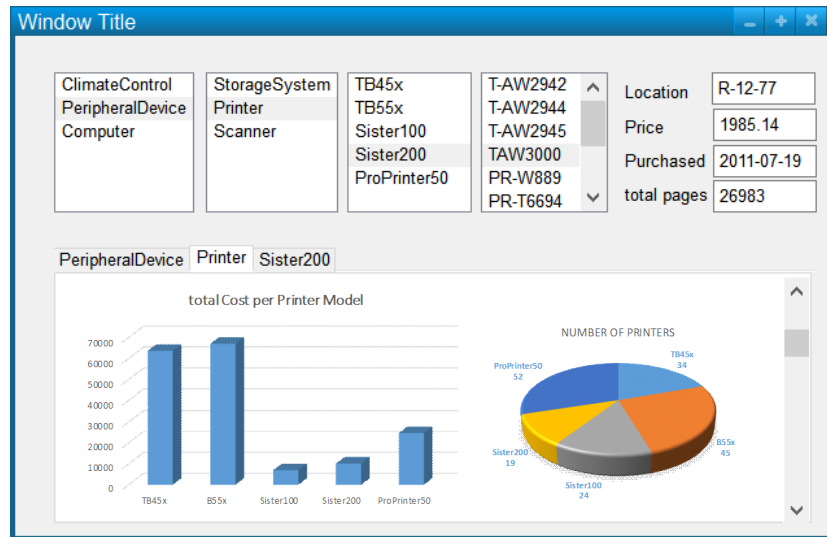 Window Title
ClimateControl
PeripheralDevice
Computer
StorageSystem
Printer
Scanner
TB45x
TB55x
Sister100
Sister200
ProPrinter50
T-AW2942
T-AW2944
T-AW2945
TAW3000
PR-W889
PR-T6694
Location R-12-77
Price 1985.14
Purchased 2011-07-19
total pages 26983
PeripheralDevice Printer Sister200
total Cost per Printer Model
70000
60000
50000
40000
30000
20000
10000
0
TB45x B55x Sister100 Sister200 ProPrinter50
NUMBER OF PRINTERS
TB45x
34
B55x
45
Sister100
24
Sister200
19
ProPrinter50
52